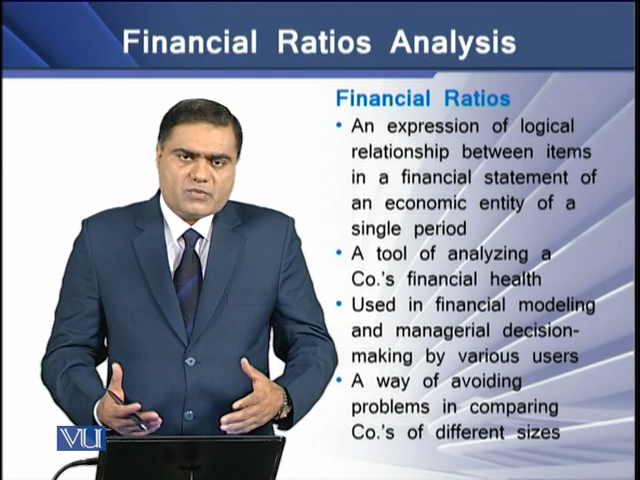 Financial Ratios Analysis
Financial Ratios
• An expression of logical
relationship between items
in a financial statement of
an economic entity of a
single period
• A tool of analyzing a
Co.'s financial health
• Used in financial modeling
and managerial decision-
making by various users
• A way of avoiding
problems in comparing
Co.'s of different sizes
VU